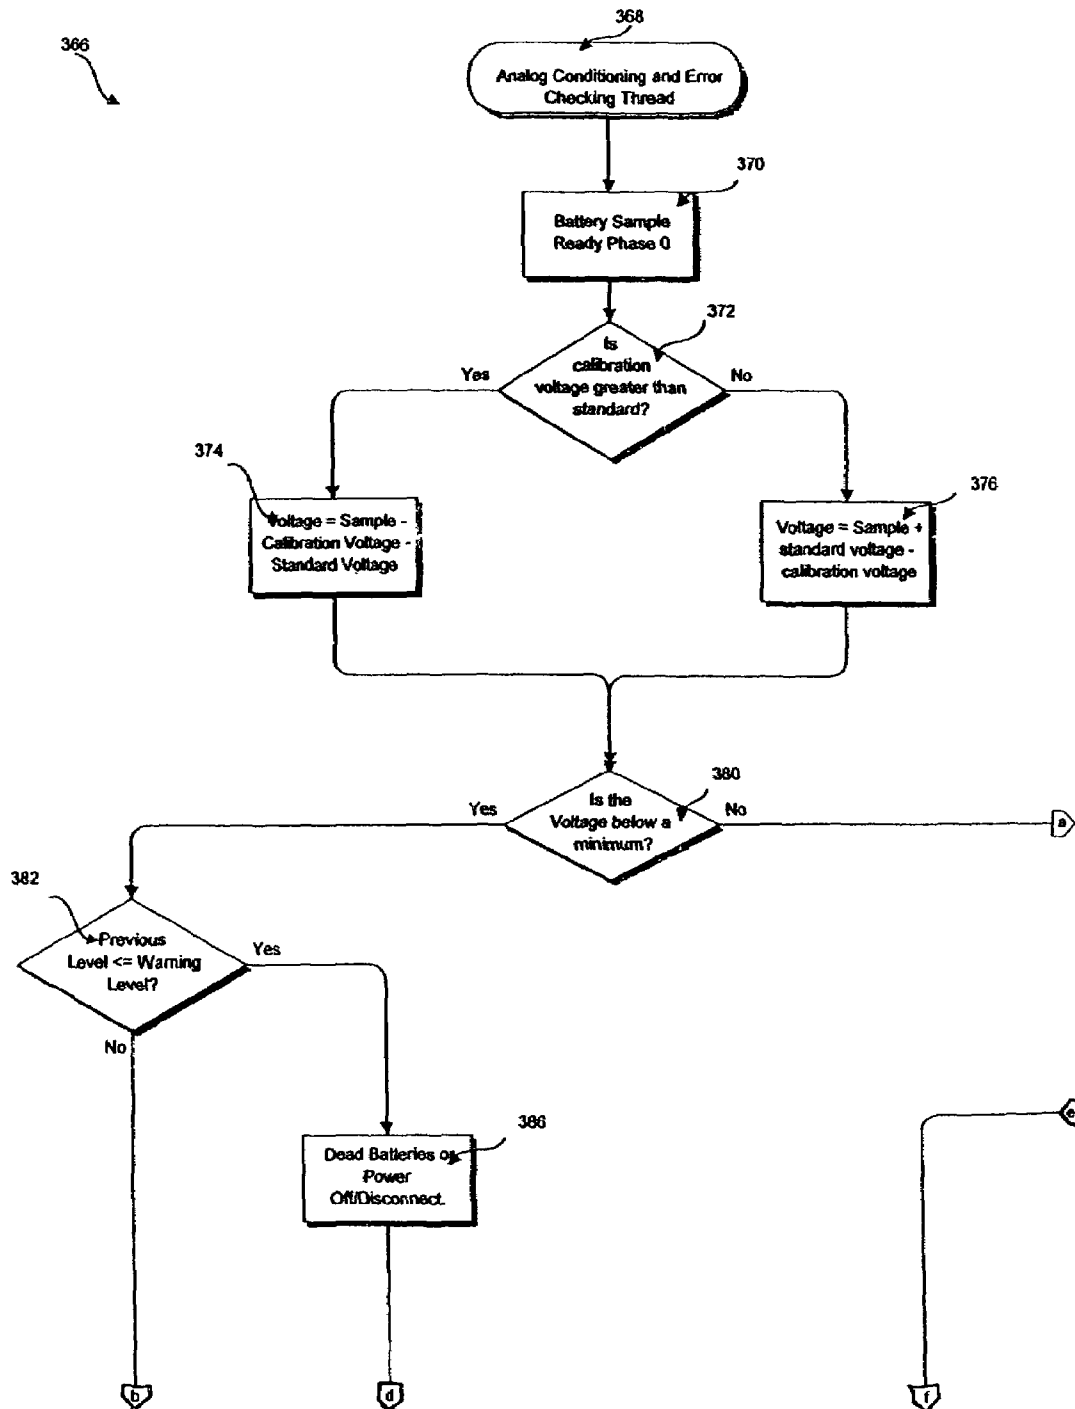 368
366
Analog Conditioning and Error
Checking Thread
370
Battery Sample
Ready Phase 0
372
Is
calibration
voltage greater than
standard?
Yes
No
374
Voltage = Sample -
Calibration Voltage -
Standard Voltage
376
Voltage = Sample +
standard voltage -
calibration voltage
380
Is the
Voltage below a
minimum?
Yes
No
a
382
Previous
Level <= Warning
Level?
Yes
No
386
Dead Batteries or
Power
Off/Disconnect.
e
b
d
f